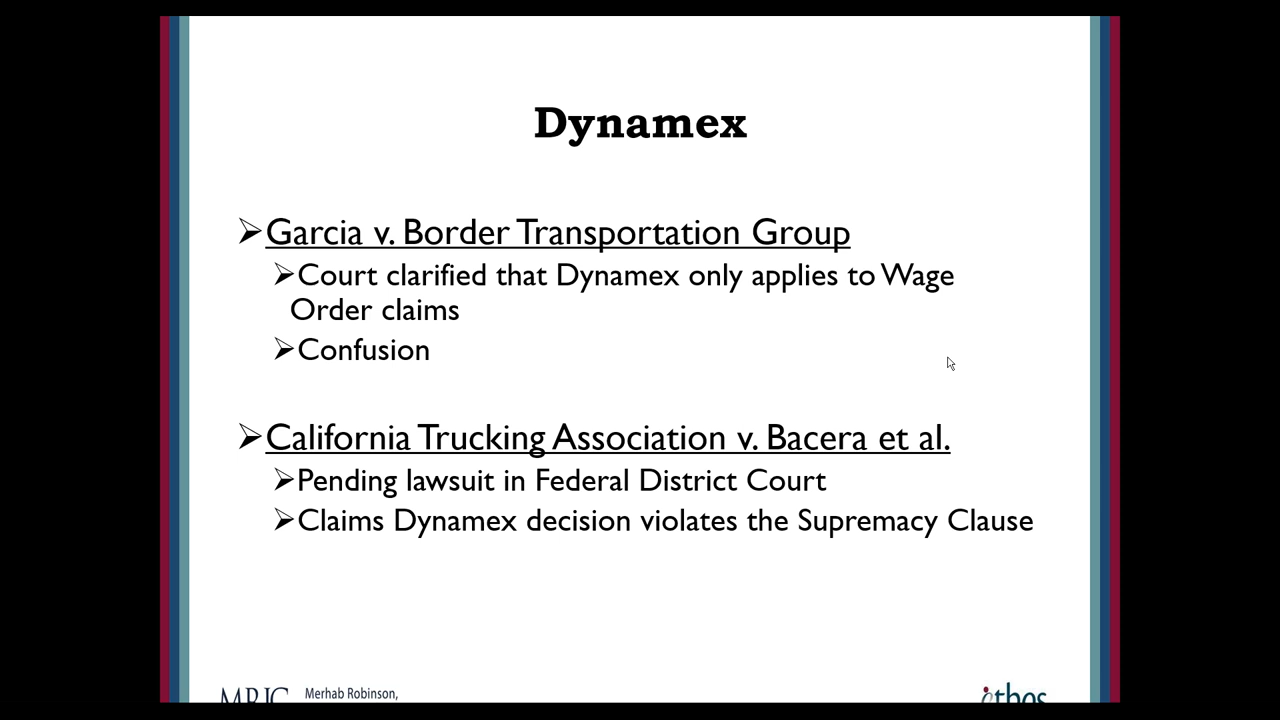 Dynamex
➢Garcia v. Border Transportation Group
➢Court clarified that Dynamex only applies to Wage
Order claims
➢Confusion
➢California Trucking Association v. Bacera et al.
➢Pending lawsuit in Federal District Court
➢Claims Dynamex decision violates the Supremacy Clause
Merhab Robinson,
ethos